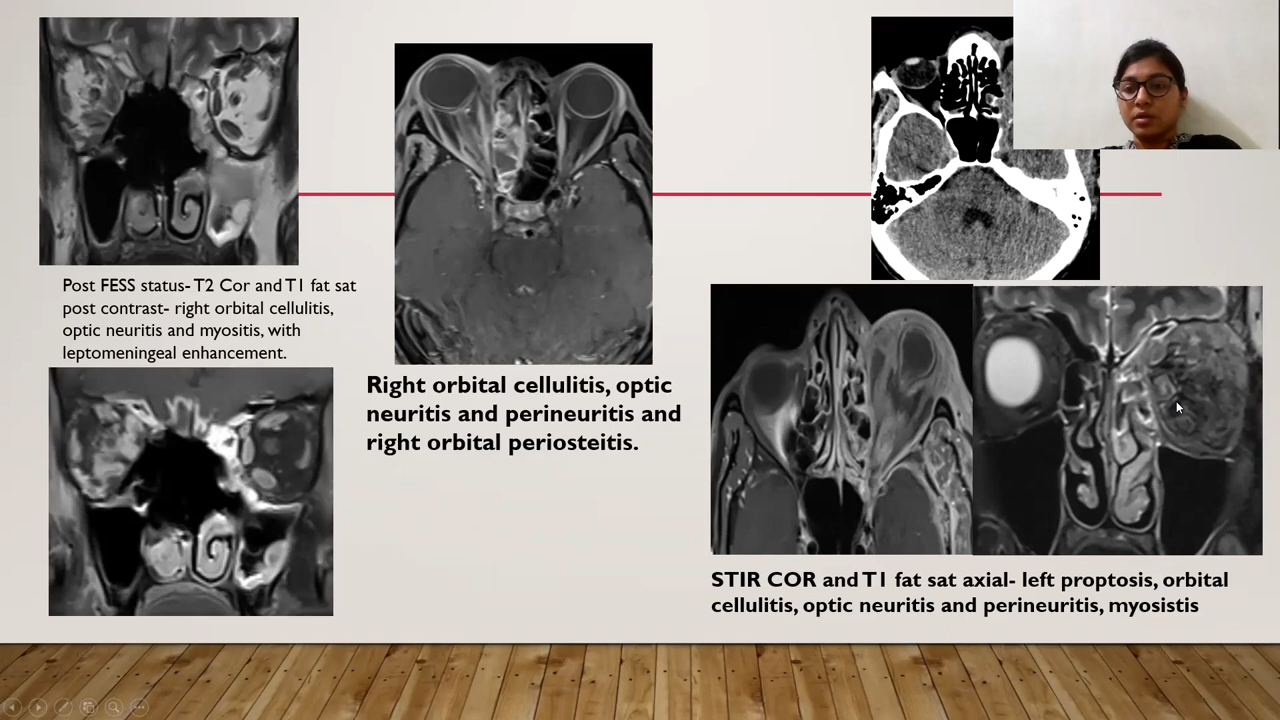 Post FESS status- T2 Cor and T1 fat sat
post contrast- right orbital cellulitis,
optic neuritis and myositis, with
leptomeningeal enhancement.
Right orbital cellulitis, optic
neuritis and perineuritis and
right orbital periosteitis.
STIR COR and T1 fat sat axial- left proptosis, orbital
cellulitis, optic neuritis and perineuritis, myosistis